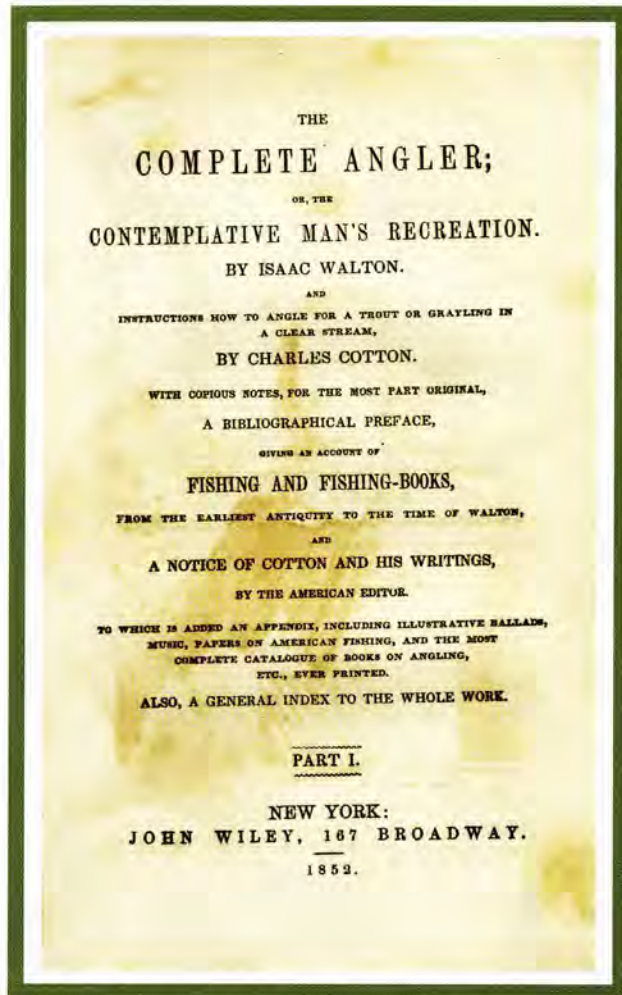 THE
COMPLETE ANGLER;
OR, THE
CONTEMPLATIVE MAN'S RECREATION.
BY ISAAC WALTON.
AND
INSTRUCTIONS HOW TO ANGLE FOR A TROUT OR GRAYLING IN
A CLEAR STREAM,
BY CHARLES COTTON.
WITH COPIOUS NOTES, FOR THE MOST PART ORIGINAL,
A BIBLIOGRAPHICAL PREFACE,
GIVING AN ACCOUNT OF
FISHING AND FISHING-BOOKS,
FROM THE EARLIEST ANTIQUITY TO THE TIME OF WALTON,
AND
A NOTICE OF COTTON AND HIS WRITINGS,
BY THE AMERICAN EDITOR.
TO WHICH IS ADDED AN APPENDIX, INCLUDING ILLUSTRATIVE BALLADS,
MUSIC, PAPERS ON AMERICAN FISHING, AND THE MOST
COMPLETE CATALOGUE OF BOOKS ON ANGLING,
ETC., EVER PRINTED.
ALSO, A GENERAL INDEX TO THE WHOLE WORK.
PART I.
NEW YORK:
JOHN WILEY, 167 BROADWAY.
1852.